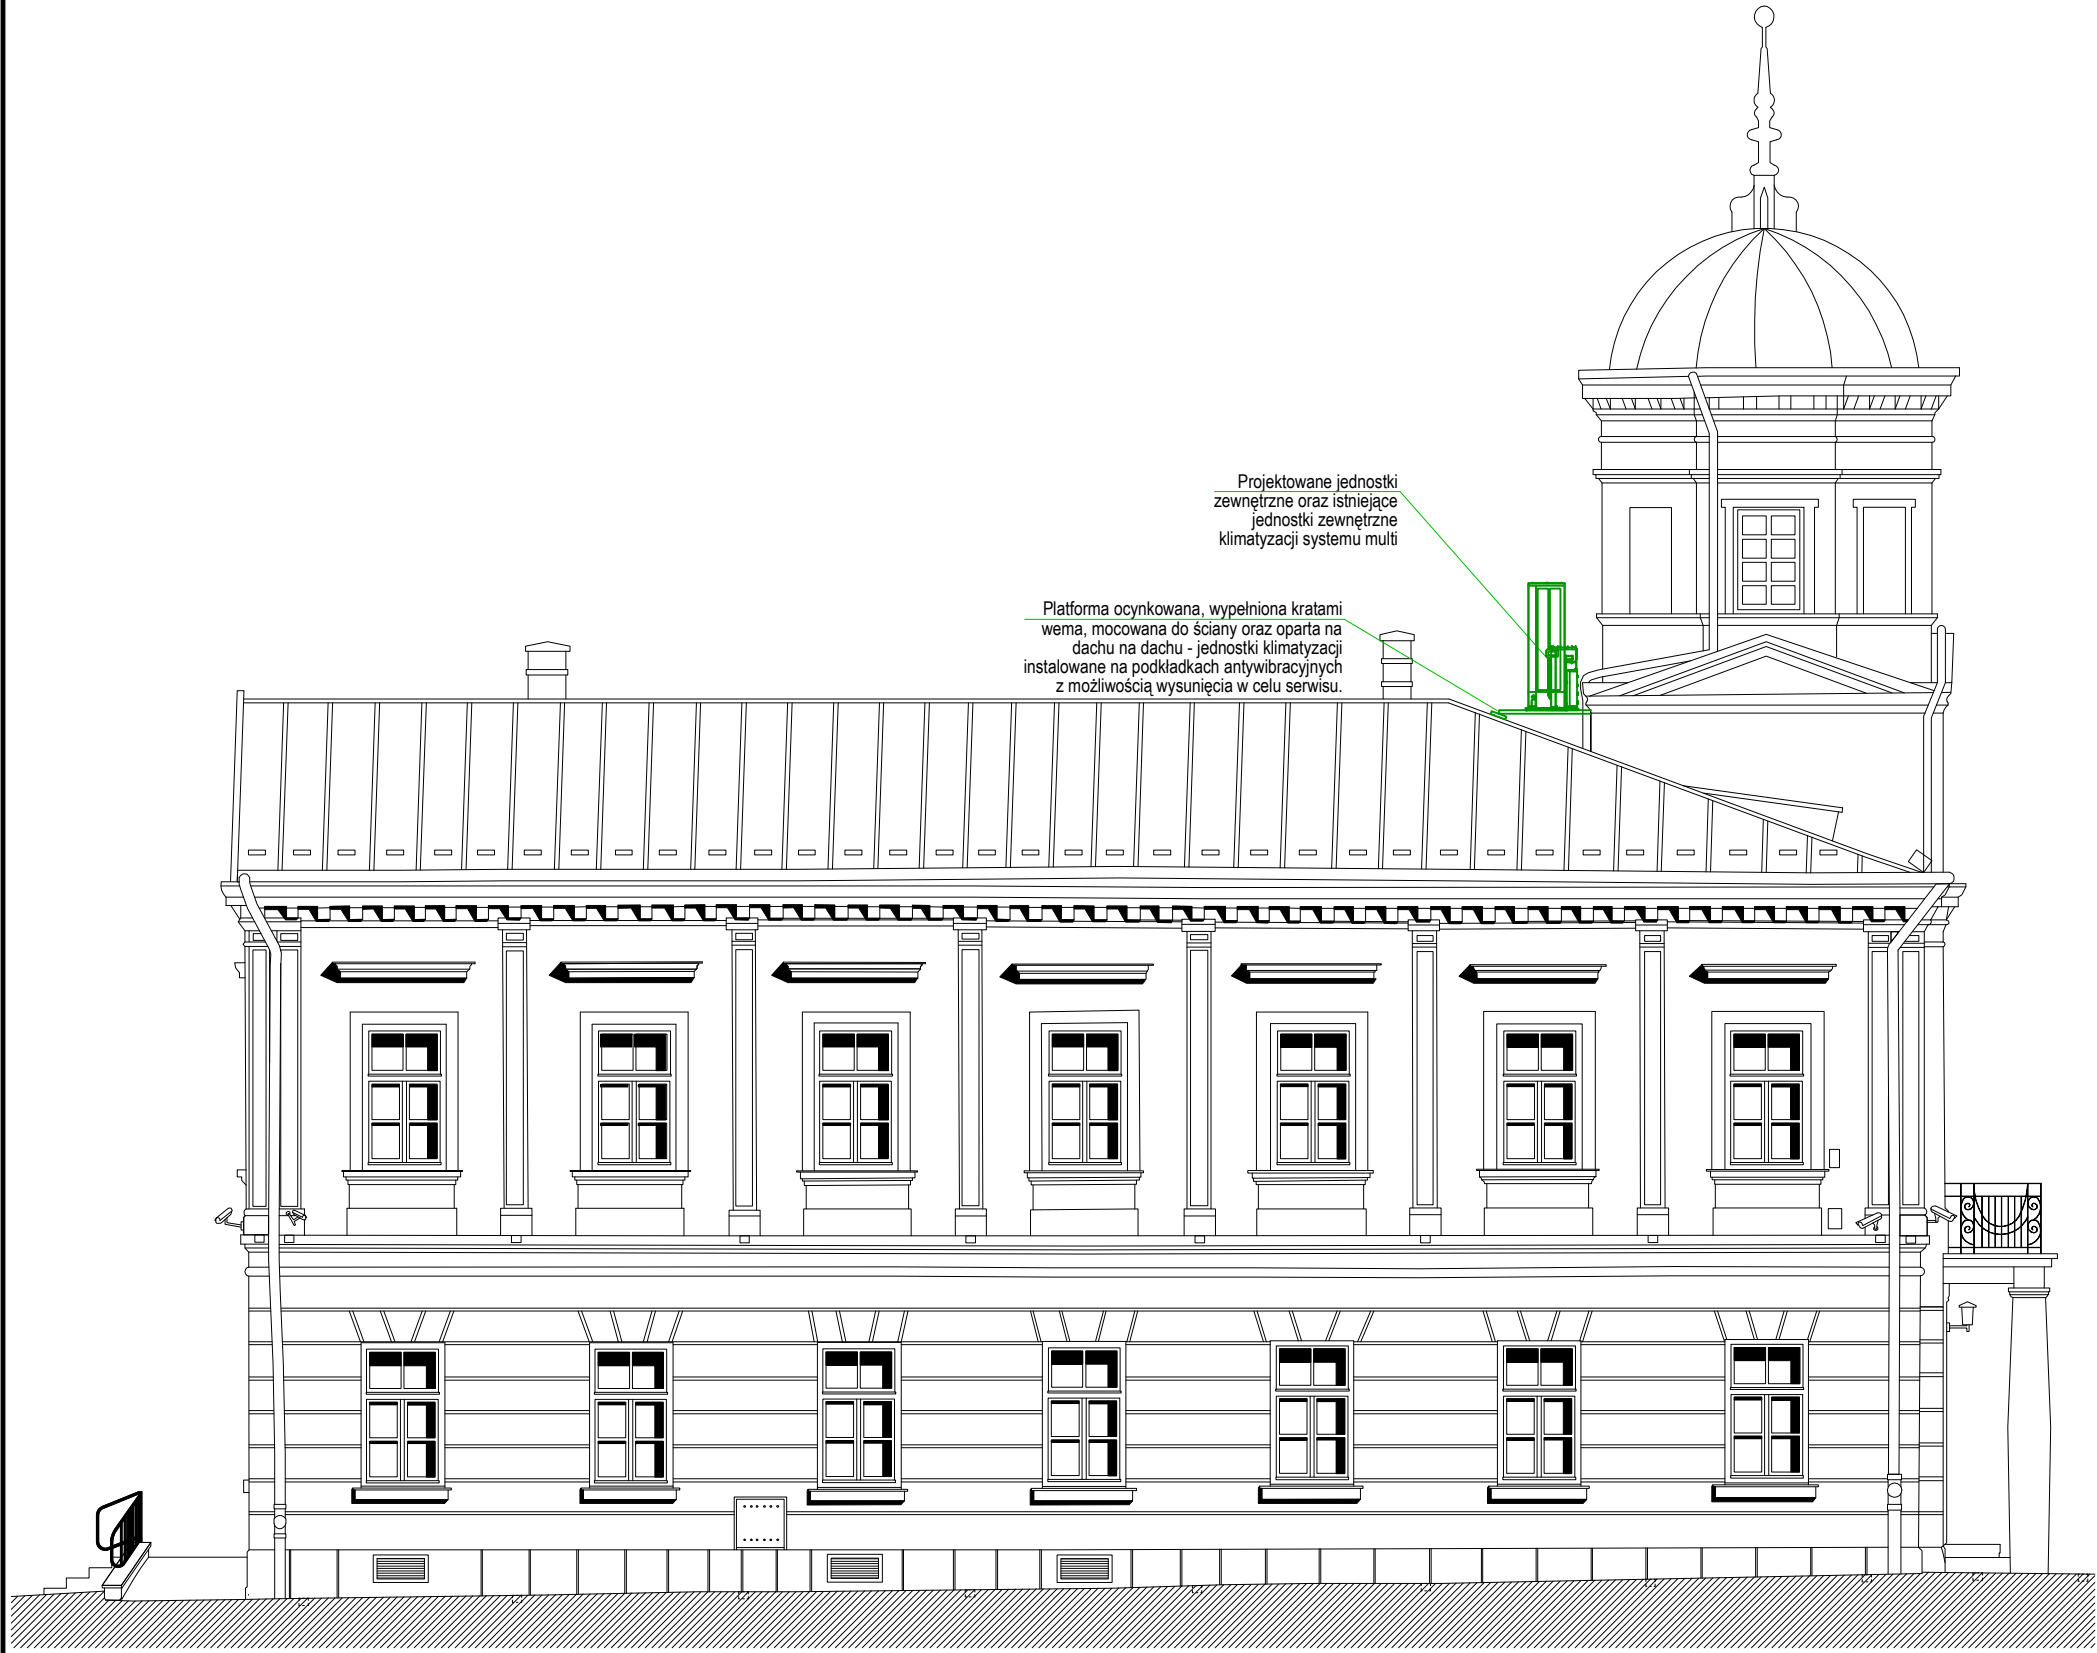 Projektowane jednostki
zewnętrzne oraz istniejące
jednostki zewnętrzne
klimatyzacji systemu multi
Platforma ocynkowana, wypełniona kratami
wema, mocowana do ściany oraz oparta na
dachu na dachu - jednostki klimatyzacji
instalowane na podkładkach antywibracyjnych
z możliwością wysunięcia w celu serwisu.